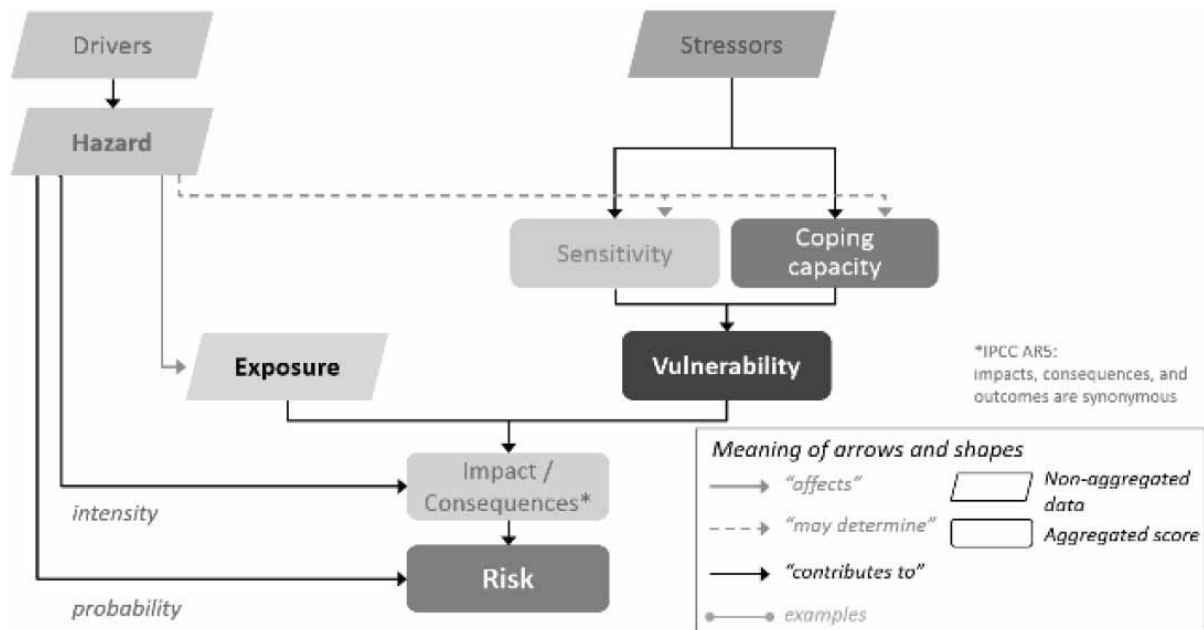 Drivers
Stressors
Hazard
Sensitivity
Coping
capacity
Exposure
Vulnerability
*IPCC AR5:
impacts, consequences, and
outcomes are synonymous
Impact /
Consequences*
intensity
Risk
probability
Meaning of arrows and shapes
"affects"
Non-aggregated
data
"may determine"
Aggregated score
"contributes to"
examples